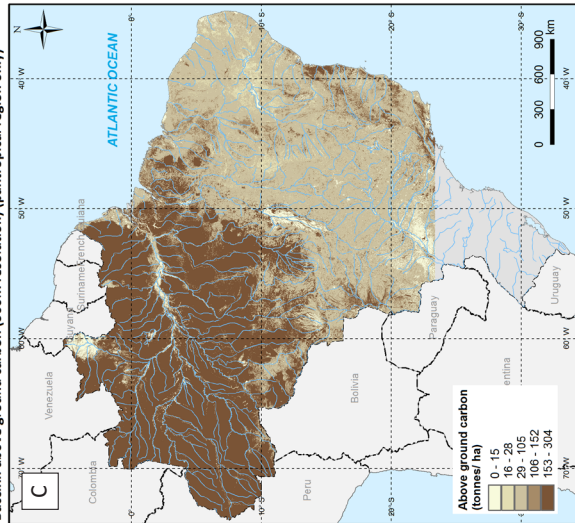 C
N
ATLANTIC OCEAN
Venezuela
Colombia
Guyana
Suriname
French Guiana
Peru
Bolivia
Paraguay
entina
Uruguay
70°W
60°W
50°W
40°W
0°
10°S
20°S
Above ground carbon
(tonnes/ ha)
0 - 15
16 - 28
29 - 105
106 - 152
153 - 304
0 300 600 900
km